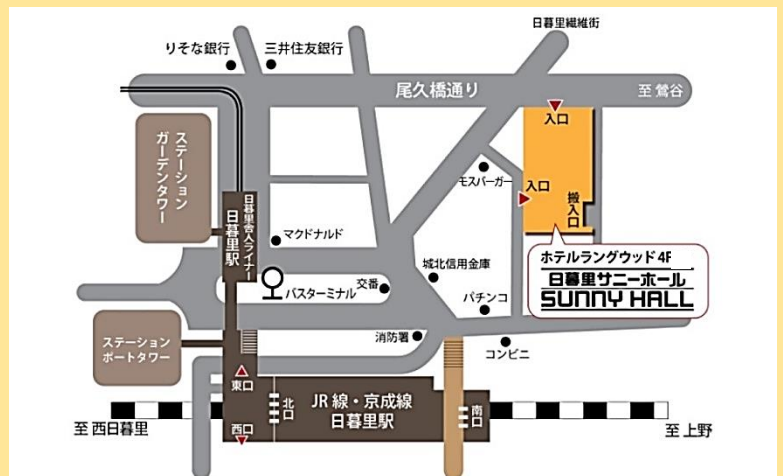 日暮里繊維街
りそな銀行
三井住友銀行
尾久橋通り
至 鶯谷
入口
ステーション
ガーデンタワー
モスバーガー
入口
搬入口
日暮里舎人ライナー
日暮里駅
マクドナルド
ホテルラングウッド 4F
日暮里サニーホール
SUNNY HALL
城北信用金庫
交番
バスターミナル
パチンコ
ステーション
ポートタワー
消防署
コンビニ
東口
北口
JR 線・京成線
日暮里駅
南口
西口
至 西日暮里
至 上野